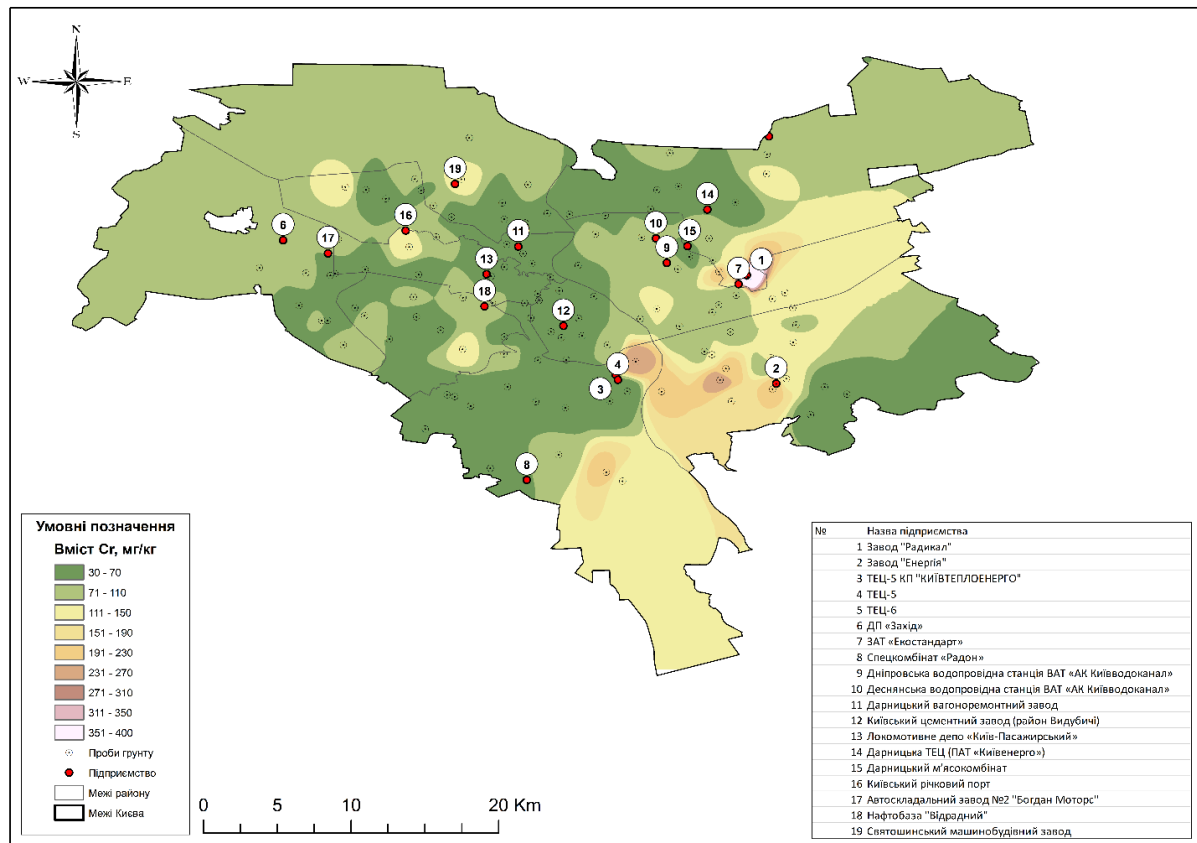 N
W
E
S
19
14
16
6
17
11
10
15
9
1
7
13
18
12
4
3
2
8
Умовні позначення
Вміст Cr, мг/кг
30 - 70
71 - 110
111 - 150
151 - 190
191 - 230
231 - 270
271 - 310
311 - 350
351 - 400
Проби грунту
Підприємство
Межі району
Межі Києва
0 5 10 20 Km
№ Назва підприємства
1 Завод "Радикал"
2 Завод "Енергія"
3 ТЕЦ-5 КП "КИЇВТЕПЛОЕНЕРГО"
4 ТЕЦ-5
5 ТЕЦ-6
6 ДП «Захід»
7 ЗАТ «Екостандарт»
8 Спецкомбінат «Радон»
9 Дніпровська водопровідна станція ВАТ «АК Київводоканал»
10 Деснянська водопровідна станція ВАТ «АК Київводоканал»
11 Дарницький вагоноремонтний завод
12 Київський цементний завод (район Видубичі)
13 Локомотивне депо «Київ-Пасажирський»
14 Дарницька ТЕЦ (ПАТ «Київенерго»)
15 Дарницький м'ясокомбінат
16 Київський річковий порт
17 Автоскладальний завод №2 "Богдан Моторс"
18 Нафтобаза "Відрадний"
19 Святошинський машинобудівний завод